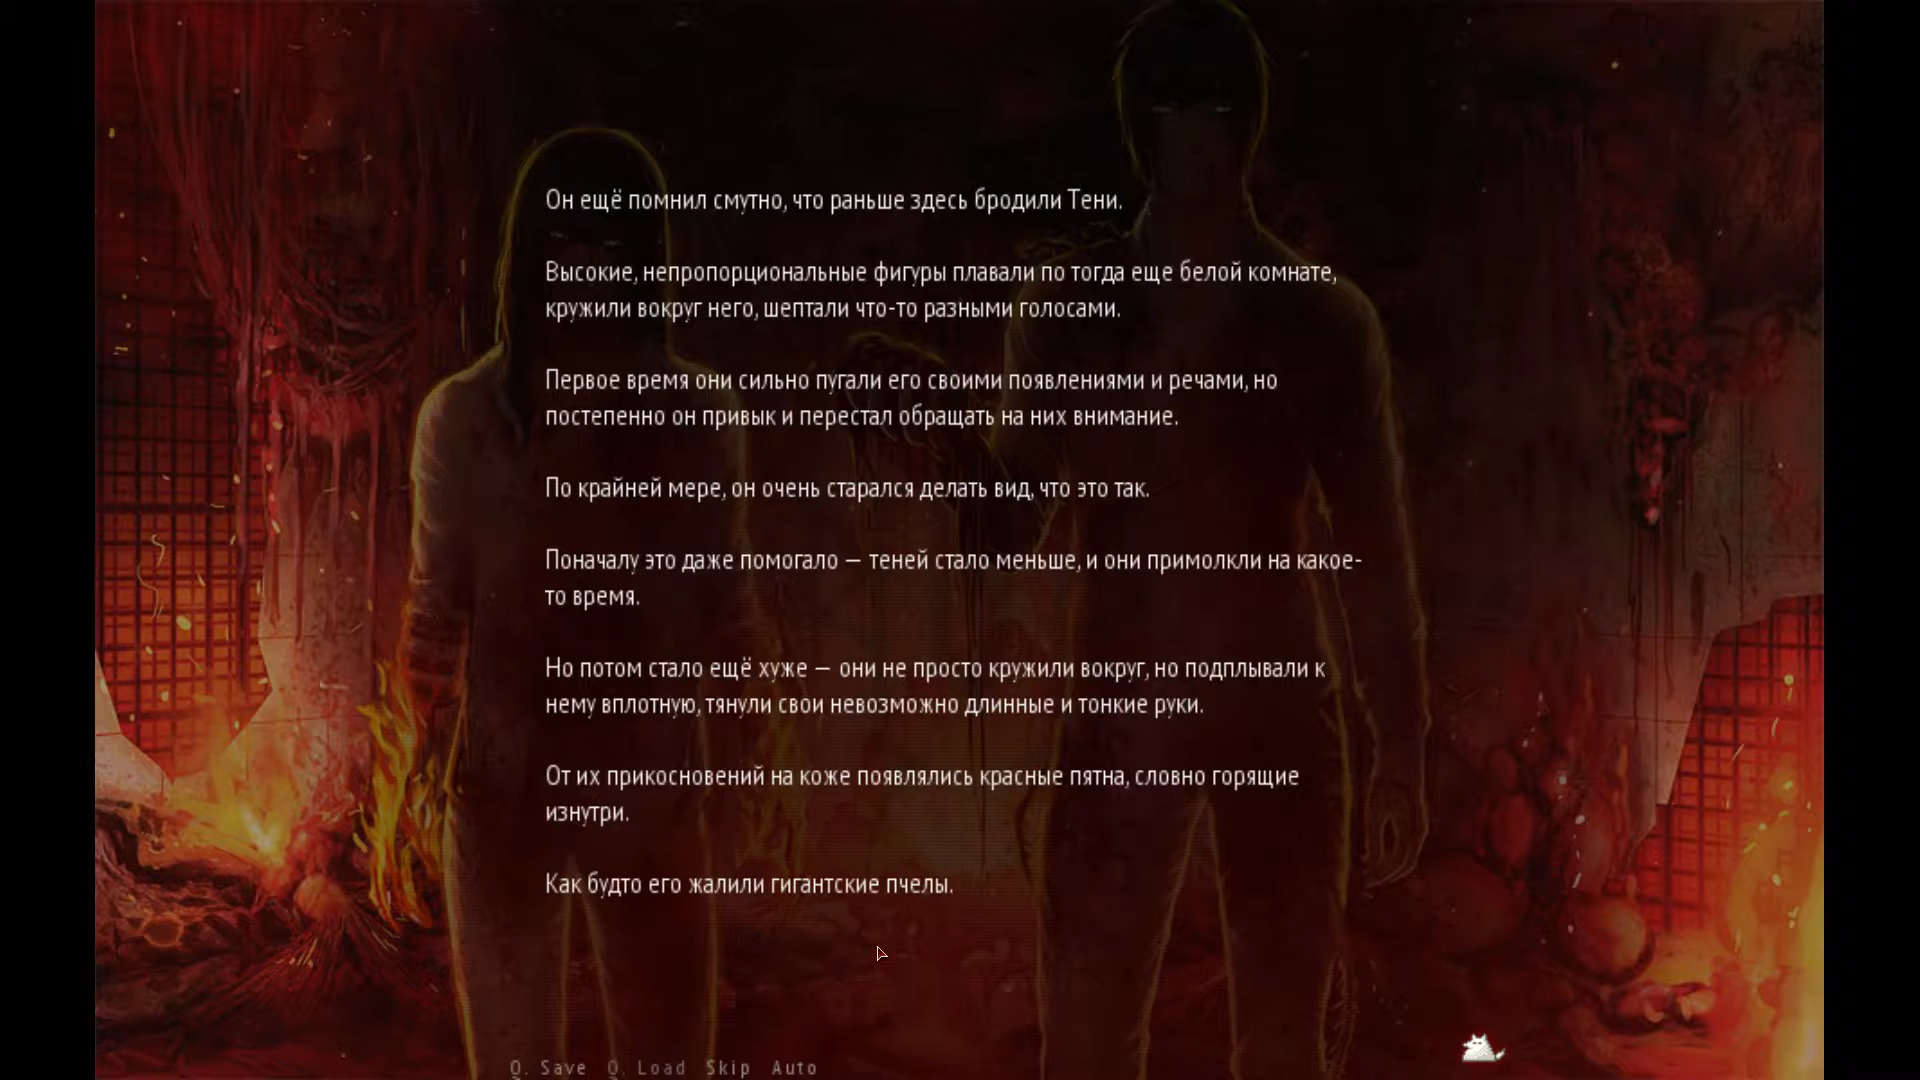 Он ещё помнил смутно, что раньше здесь бродили Тени.
Высокие, непропорциональные фигуры плавали по тогда еще белой комнате,
кружили вокруг него, шептали что-то разными голосами.
Первое время они сильно пугали его своими появлениями и речами, но
постепенно он привык и перестал обращать на них внимание.
По крайней мере, он очень старался делать вид, что это так.
Поначалу это даже помогало — теней стало меньше, и они примолкли на какое-
то время.
Но потом стало ещё хуже — они не просто кружили вокруг, но подплывали к
нему вплотную, тянули свои невозможно длинные и тонкие руки.
От их прикосновений на коже появлялись красные пятна, словно горящие
изнутри.
Как будто его жалили гигантские пчелы.
Q. Save Q. Load Skip Auto